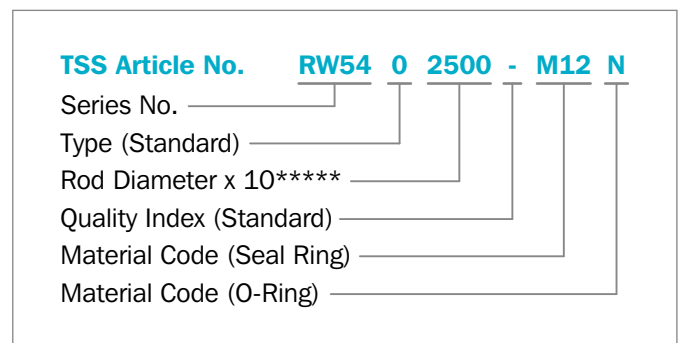 TSS Article No. RW54 0 2500 - M12 N
Series No.
Type (Standard)
Rod Diameter x 10*****
Quality Index (Standard)
Material Code (Seal Ring)
Material Code (O-Ring)